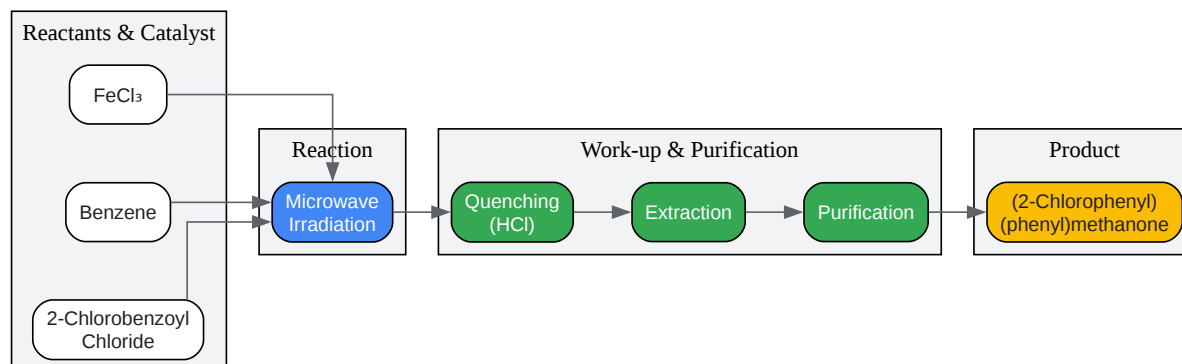 Reactants & Catalyst
FeCl₃
Benzene
2-Chlorobenzoyl
Chloride
Reaction
Microwave
Irradiation
Work-up & Purification
Quenching
(HCl)
Extraction
Purification
Product
(2-Chlorophenyl)
(phenyl)methanone